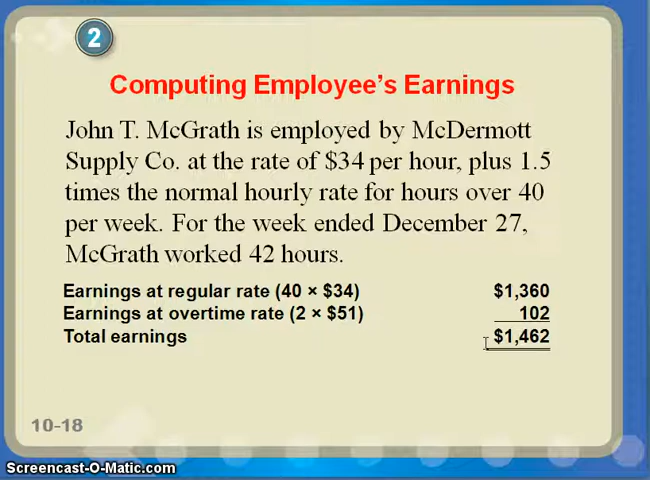 2
Computing Employee's Earnings
John T. McGrath is employed by McDermott
Supply Co. at the rate of $34 per hour, plus 1.5
times the normal hourly rate for hours over 40
per week. For the week ended December 27,
McGrath worked 42 hours.
Earnings at regular rate (40 × $34) $1,360
Earnings at overtime rate (2 × $51) 102
Total earnings $1,462
10-18
Screencast-O-Matic.com